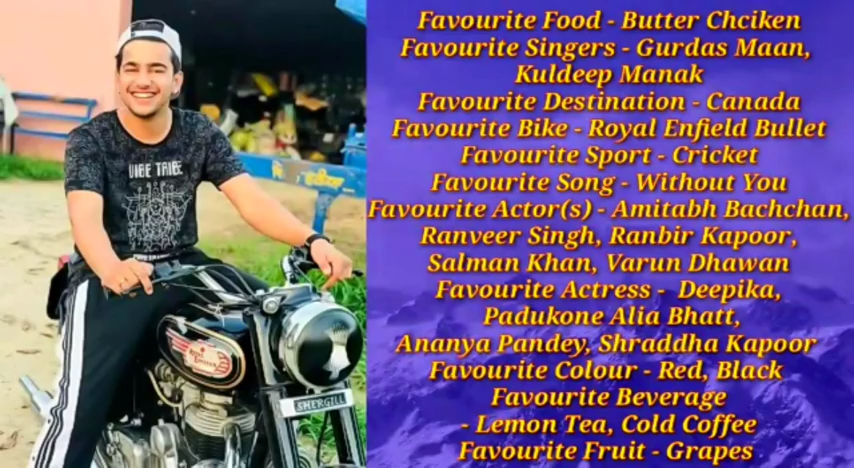 VIBE TRIBE
SHERGILL
Favourite Food - Butter Chciken
Favourite Singers - Gurdas Maan,
Kuldeep Manak
Favourite Destination - Canada
Favourite Bike - Royal Enfield Bullet
Favourite Sport - Cricket
Favourite Song - Without You
Favourite Actor(s) - Amitabh Bachchan,
Ranveer Singh, Ranbir Kapoor,
Salman Khan, Varun Dhawan
Favourite Actress - Deepika,
Padukone Alia Bhatt,
Ananya Pandey, Shraddha Kapoor
Favourite Colour - Red, Black
Favourite Beverage
- Lemon Tea, Cold Coffee
Favourite Fruit - Grapes